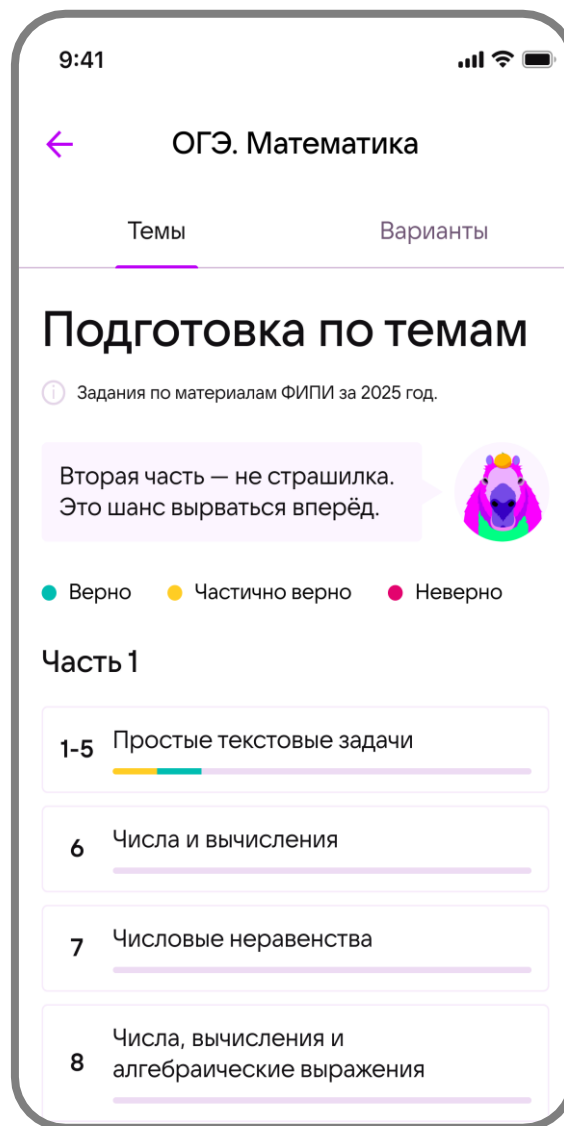 9:41
ОГЭ. Математика
Темы
Варианты
Подготовка по темам
Задания по материалам ФИПИ за 2025 год.
Вторая часть — не страшилка.
Это шанс вырваться вперёд.
Верно
Частично верно
Неверно
Часть 1
1-5 Простые текстовые задачи
6 Числа и вычисления
7 Числовые неравенства
8 Числа, вычисления и
алгебраические выражения